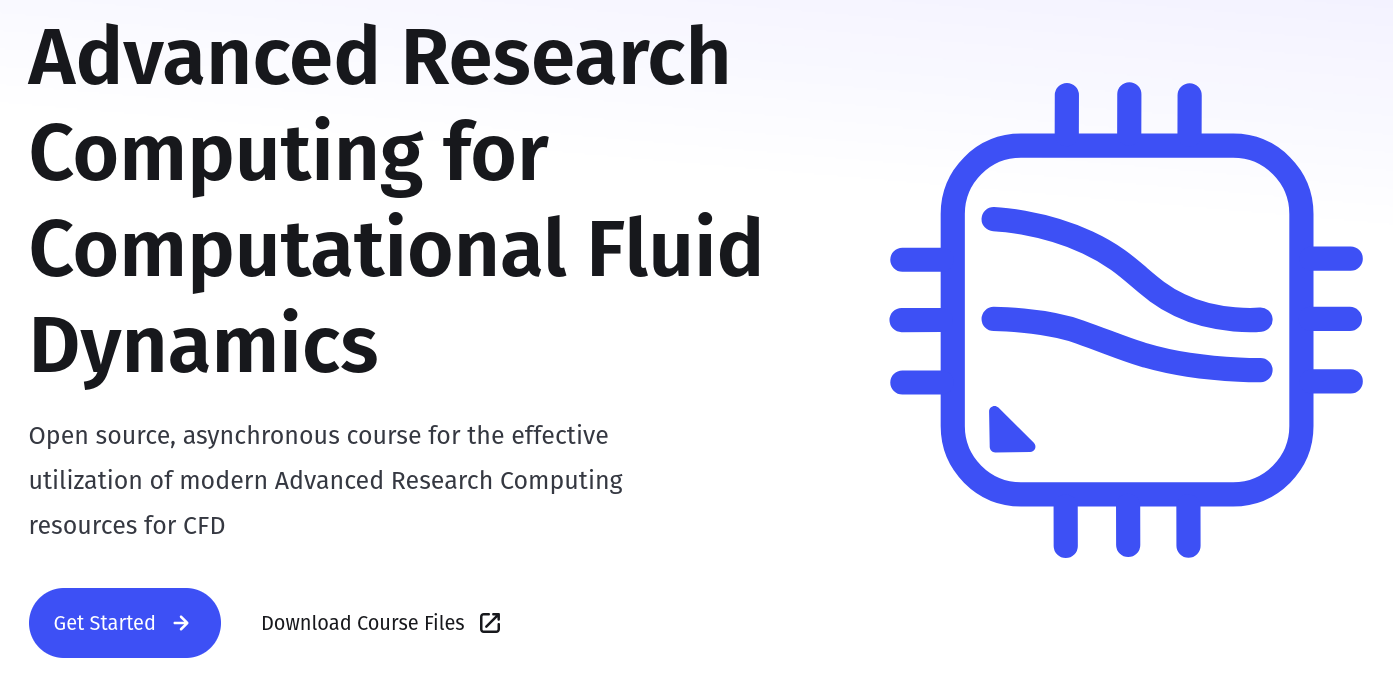 Advanced Research
Computing for
Computational Fluid
Dynamics
Open source, asynchronous course for the effective
utilization of modern Advanced Research Computing
resources for CFD
Get Started
Download Course Files